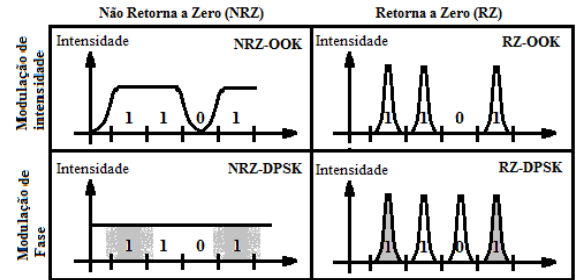 Não Retorna a Zero (NRZ)
Retorna a Zero (RZ)
Modulação de
intensidade
Intensidade
NRZ-OOK
1 1 0 1
Intensidade
RZ-OOK
1 1 0 1
Modulação de
Fase
Intensidade
NRZ-DPSK
1 1 0 1
Intensidade
RZ-DPSK
1 1 0 1